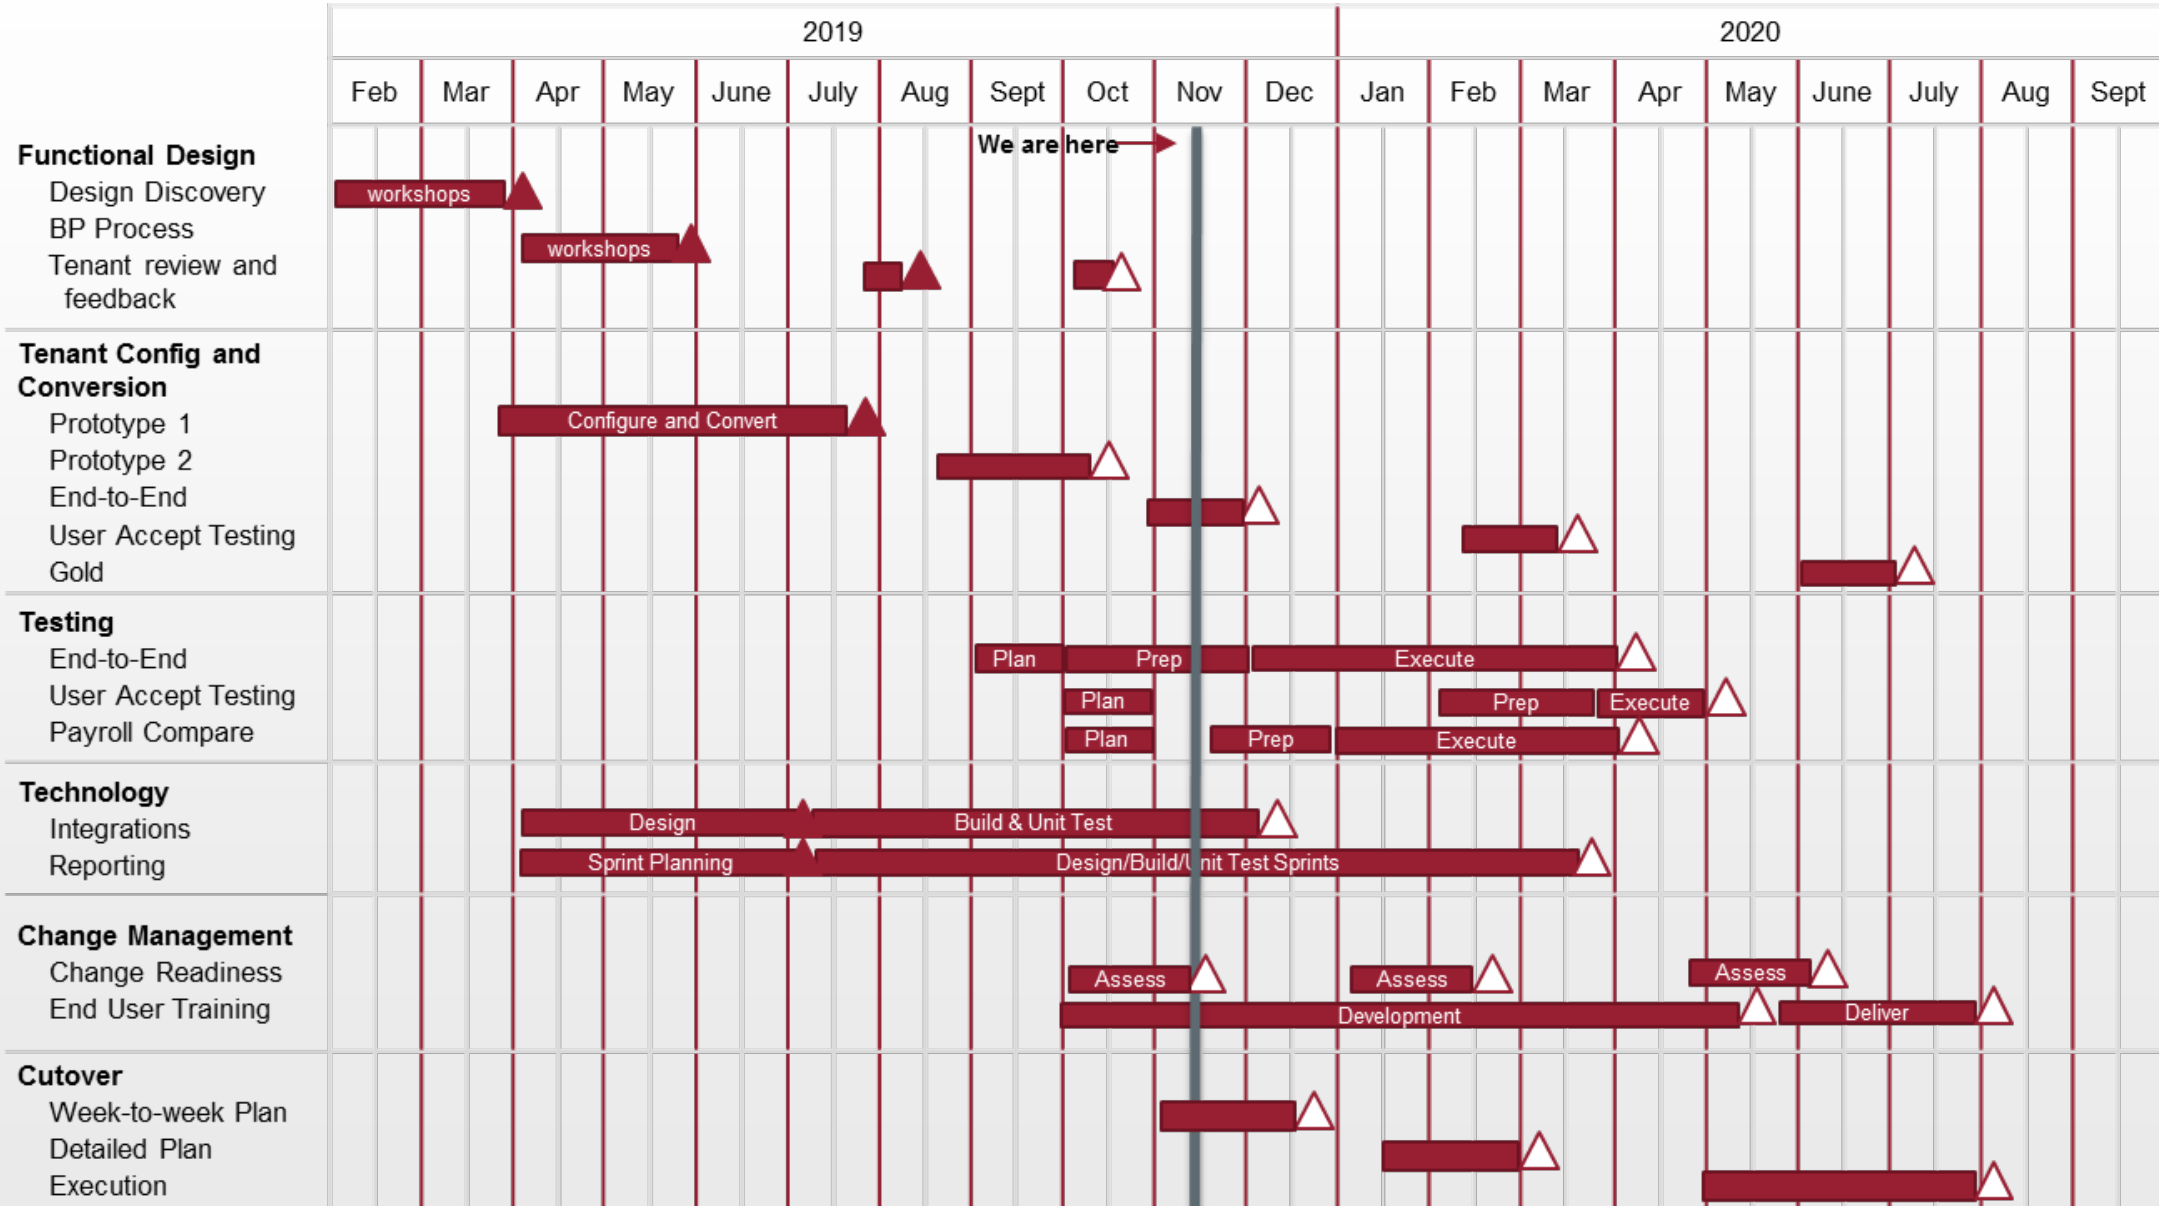 2019 2020
Feb Mar Apr May June July Aug Sept Oct Nov Dec Jan Feb Mar Apr May June July Aug Sept
We are here
Functional Design
Design Discovery
workshops
BP Process
workshops
Tenant review and
feedback
Tenant Config and
Conversion
Prototype 1
Configure and Convert
Prototype 2
End-to-End
User Accept Testing
Gold
Testing
End-to-End
Plan Prep Execute
User Accept Testing
Plan Prep Execute
Payroll Compare
Plan Prep Execute
Technology
Integrations
Design Build & Unit Test
Reporting
Sprint Planning Design/Build/Unit Test Sprints
Change Management
Change Readiness
Assess Assess Assess
End User Training
Development Deliver
Cutover
Week-to-week Plan
Detailed Plan
Execution